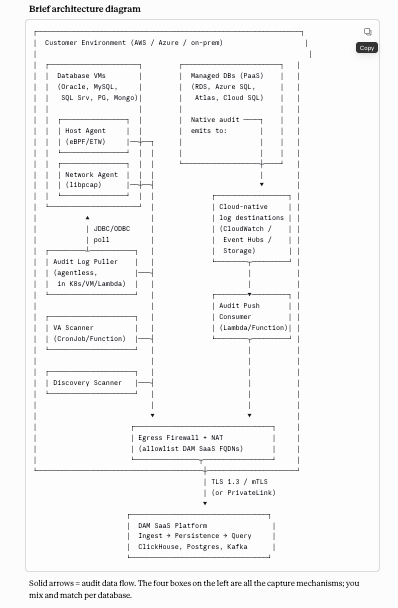 Brief architecture diagram
Copy
Customer Environment (AWS / Azure / on-prem)
Database VMs
(Oracle, MySQL,
SQL Srv, PG, Mongo)
Host Agent
(eBPF/ETW)
Network Agent
(libpcap)
JDBC/ODBC
poll
Audit Log Puller
(agentless,
in K8s/VM/Lambda)
VA Scanner
(CronJob/Function)
Discovery Scanner
Managed DBs (PaaS)
(RDS, Azure SQL,
Atlas, Cloud SQL)
Native audit
emits to:
Cloud-native
log destinations
(CloudWatch /
Event Hubs /
Storage)
Audit Push
Consumer
(Lambda/Function)
Egress Firewall + NAT
(allowlist DAM SaaS FQDNs)
TLS 1.3 / mTLS
(or PrivateLink)
DAM SaaS Platform
Ingest → Persistence → Query
ClickHouse, Postgres, Kafka
Solid arrows = audit data flow. The four boxes on the left are all the capture mechanisms; you
mix and match per database.